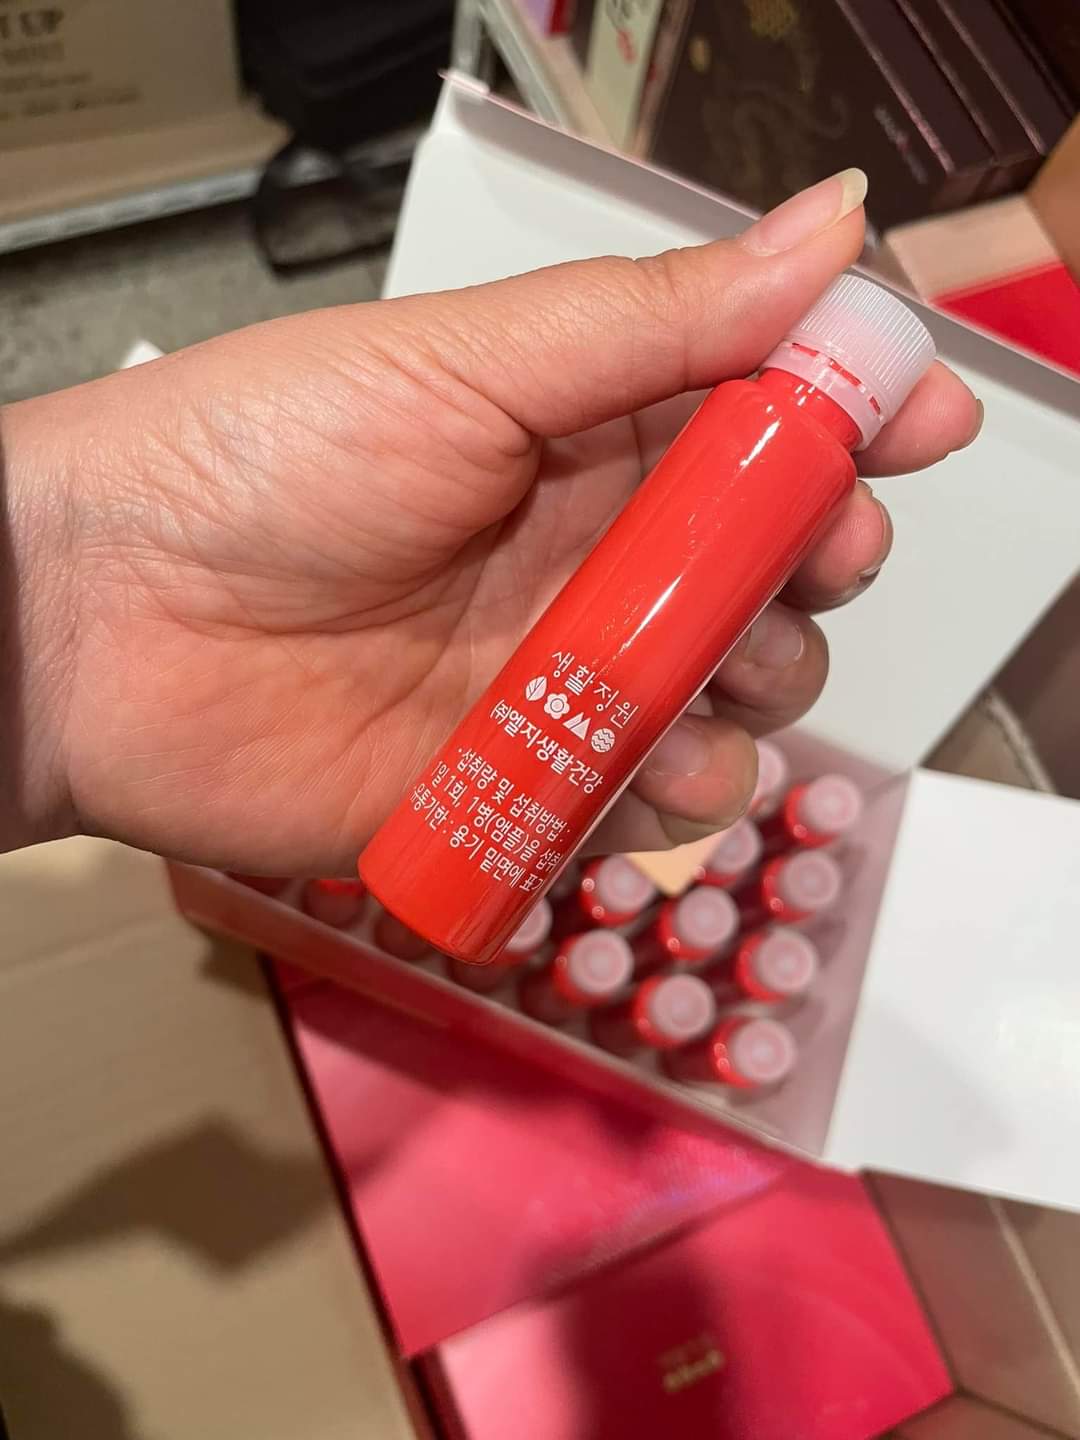 생활정원
㈜엘지생활건강
·섭취량 및 섭취방법 :
1일 1회, 1병(앰플)을 섭취
유통기한 : 용기 밑면에 표기